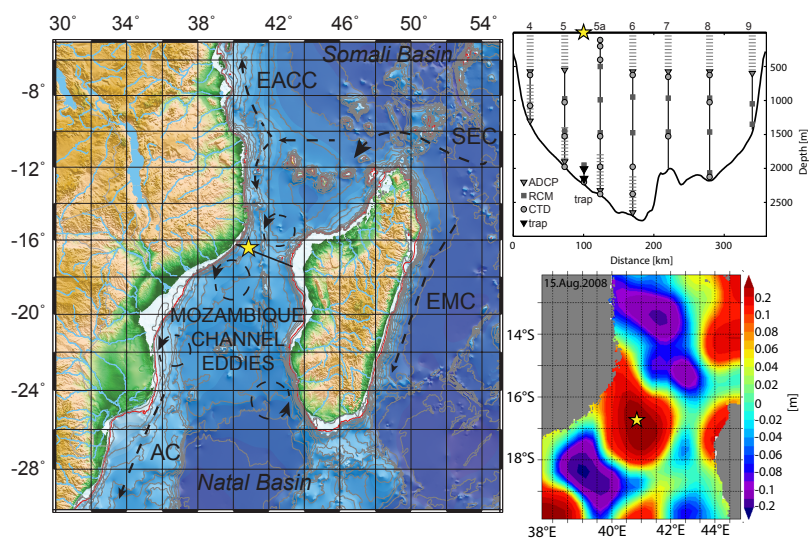 30 34 38 42 46 50 54
-8°
-12°
-16°
-20°
-24°
-28°
Somali Basin
EACC
SEC
EMC
MOZAMBIQUE
CHANNEL
EDDIES
AC
Natal Basin
4 5 5a 6 7 8 9
500
1000
1500
2000
2500
Depth [m]
ADCP
RCM
CTD
trap
trap
0 100 200 300
Distance [km]
15.Aug.2008
14°S
16°S
18°S
38°E 40°E 42°E 44°E
0.2
0.1
0.08
0.06
0.04
0.02
0
-0.02
-0.04
-0.06
-0.08
-0.1
-0.2
[m]